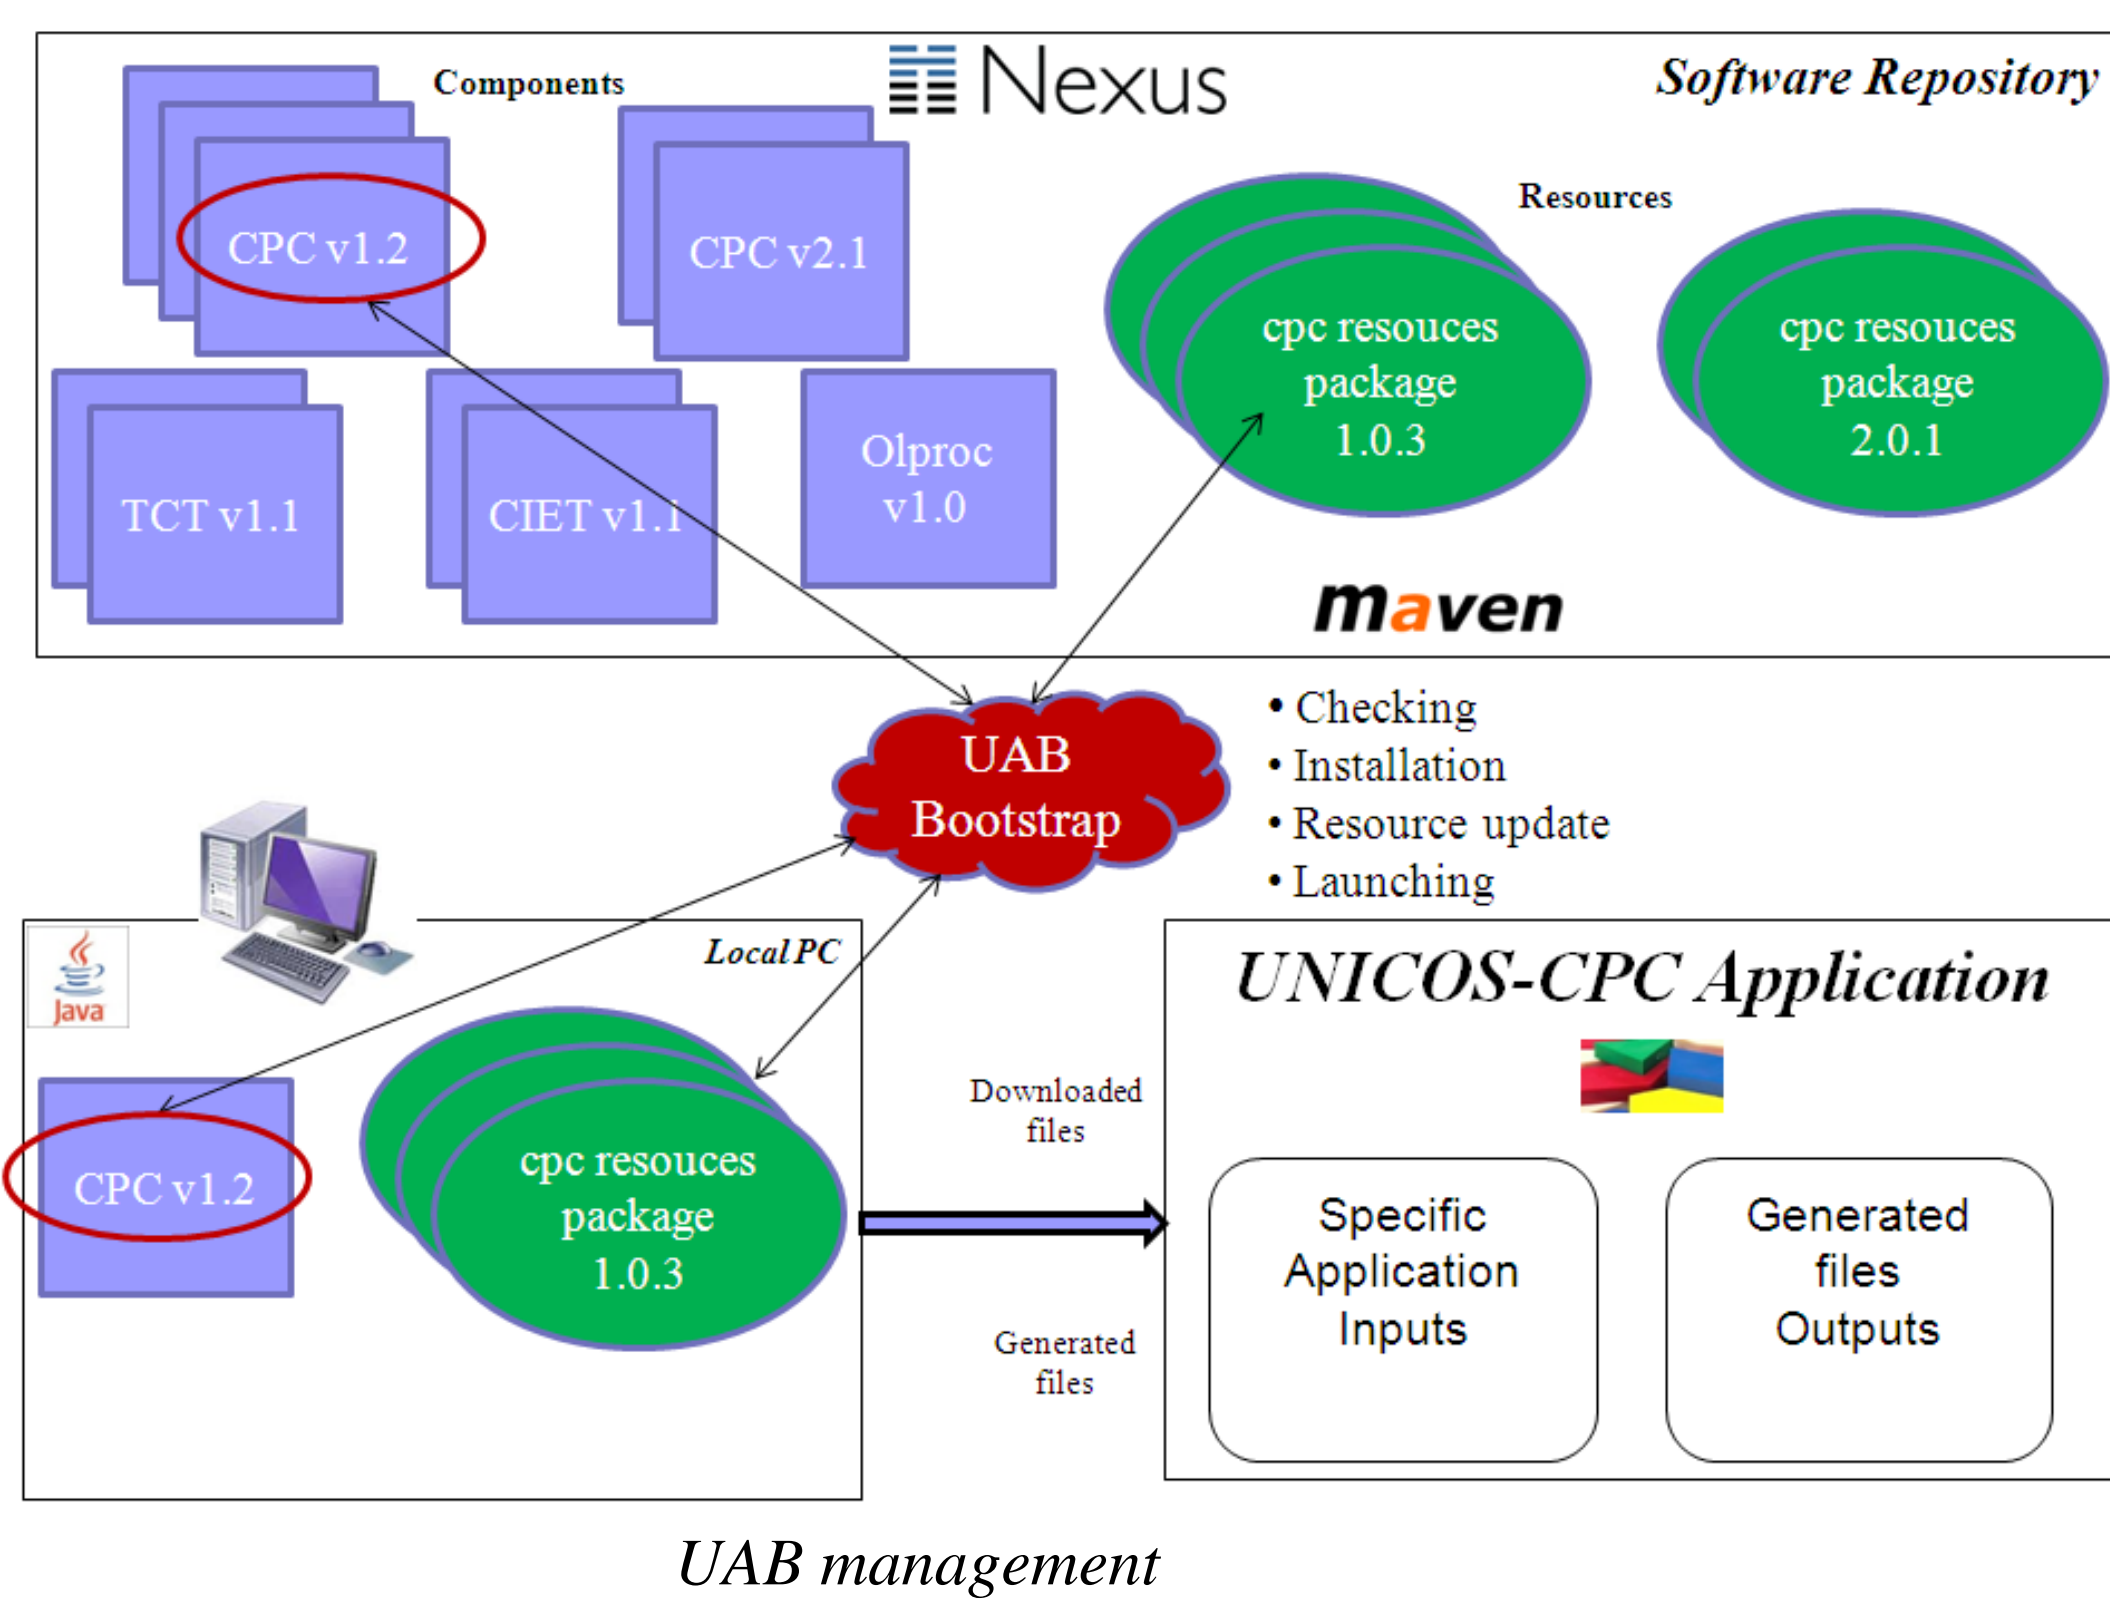 Components
Nexus
Software Repository
CPC v1.2
CPC v2.1
Resources
cpc resouces
package
1.0.3
cpc resouces
package
2.0.1
TCT v1.1
CIET v1.1
Olproc
v1.0
maven
UAB
Bootstrap
• Checking
• Installation
• Resource update
• Launching
Java
Local PC
CPC v1.2
cpc resouces
package
1.0.3
Downloaded
files
Generated
files
UNICOS-CPC Application
Specific
Application
Inputs
Generated
files
Outputs
UAB management